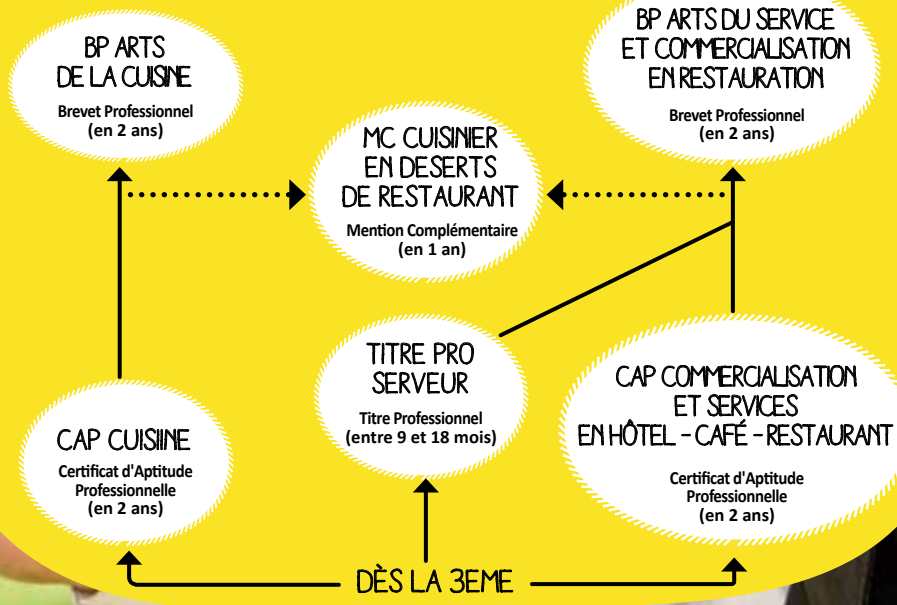 BP ARTS
DE LA CUISINE
Brevet Professionnel
(en 2 ans)
BP ARTS DU SERVICE
ET COMMERCIALISATION
EN RESTAURATION
Brevet Professionnel
(en 2 ans)
MC CUISINIER
EN DESERTS
DE RESTAURANT
Mention Complémentaire
(en 1 an)
TITRE PRO
SERVEUR
Titre Professionnel
(entre 9 et 18 mois)
CAP CUISIINE
Certificat d'Aptitude
Professionnelle
(en 2 ans)
CAP COMMERCIALISATION
ET SERVICES
EN HÔTEL - CAFÉ - RESTAURANT
Certificat d'Aptitude
Professionnelle
(en 2 ans)
DÈS LA 3EME